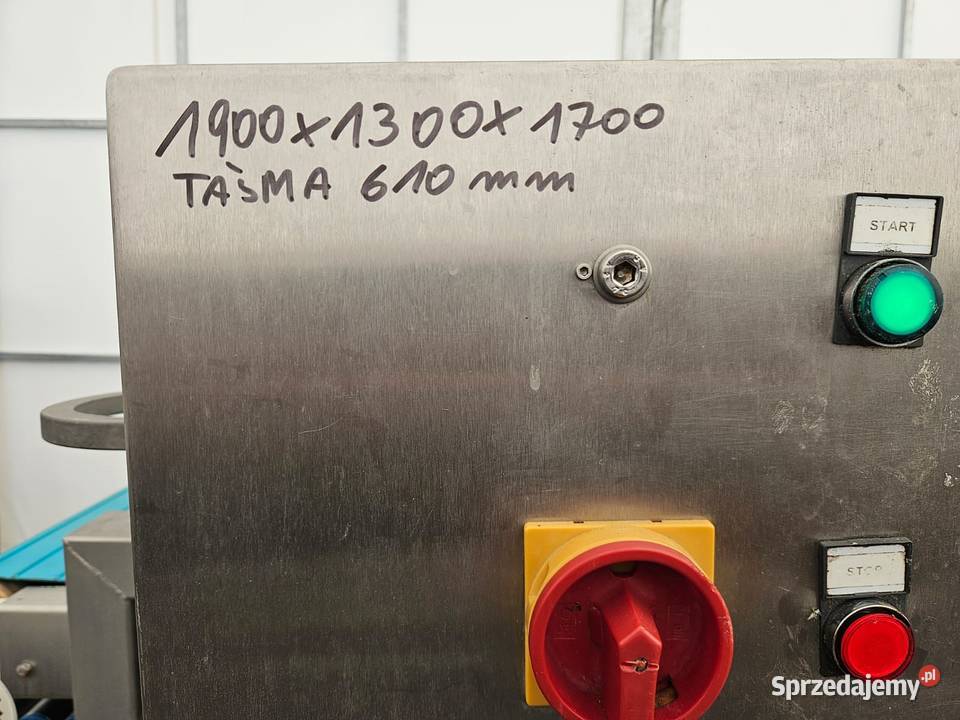 1900x1300x1700
TAŚMA 610 mm
START
STOP
Sprzedajemy.pl